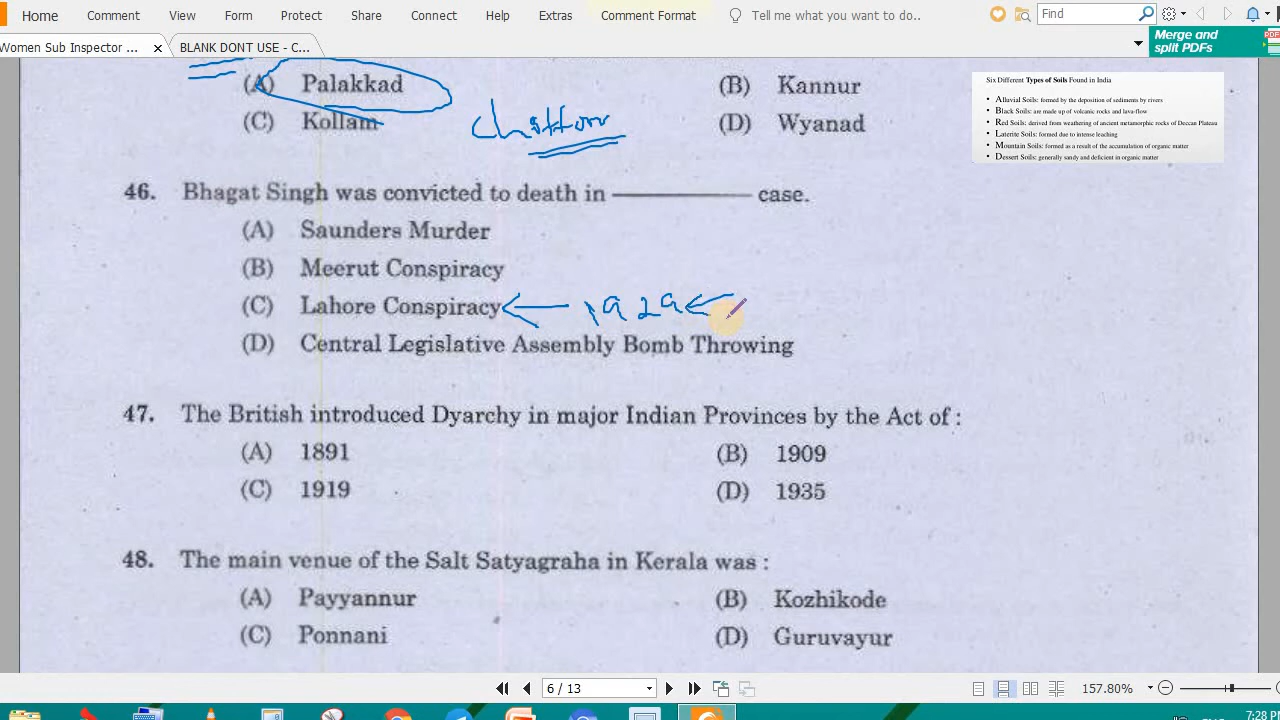 Home Comment View Form Protect Share Connect Help Extras Comment Format Tell me what you want to do.. Find
Women Sub Inspector ... × BLANK DONT USE - C...
Merge and
split PDFs
(A) Palakkad (B) Kannur
(C) Kollam (D) Wyanad
Six Different Types of Soils Found in India
• Alluvial Soils: formed by the deposition of sediments by rivers
• Black Soils: are made up of volcanic rocks and lava-flow
• Red Soils: derived from weathering of ancient metamorphic rocks of Deccan Plateau
• Laterite Soils: formed due to intense leaching
• Mountain Soils: formed as a result of the accumulation of organic matter
• Dessert Soils: generally sandy and deficient in organic matter
46. Bhagat Singh was convicted to death in ———— case.
(A) Saunders Murder
(B) Meerut Conspiracy
(C) Lahore Conspiracy 1929
(D) Central Legislative Assembly Bomb Throwing
47. The British introduced Dyarchy in major Indian Provinces by the Act of :
(A) 1891 (B) 1909
(C) 1919 (D) 1935
48. The main venue of the Salt Satyagraha in Kerala was :
(A) Payyannur (B) Kozhikode
(C) Ponnani (D) Guruvayur
6 / 13 157.80%
7:28 PM